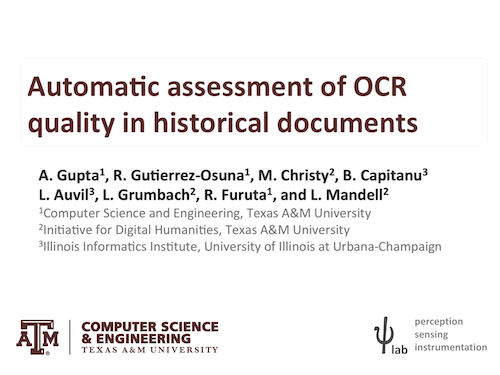 Automatic assessment of OCR
quality in historical documents
A. Gupta¹, R. Gutierrez-Osuna¹, M. Christy², B. Capitanu³
L. Auvil³, L. Grumbach², R. Furuta¹, and L. Mandell²
¹Computer Science and Engineering, Texas A&M University
²Initiative for Digital Humanities, Texas A&M University
³Illinois Informatics Institute, University of Illinois at Urbana-Champaign
ATM®
COMPUTER SCIENCE
& ENGINEERING
TEXAS A&M UNIVERSITY
ψ lab
perception
sensing
instrumentation